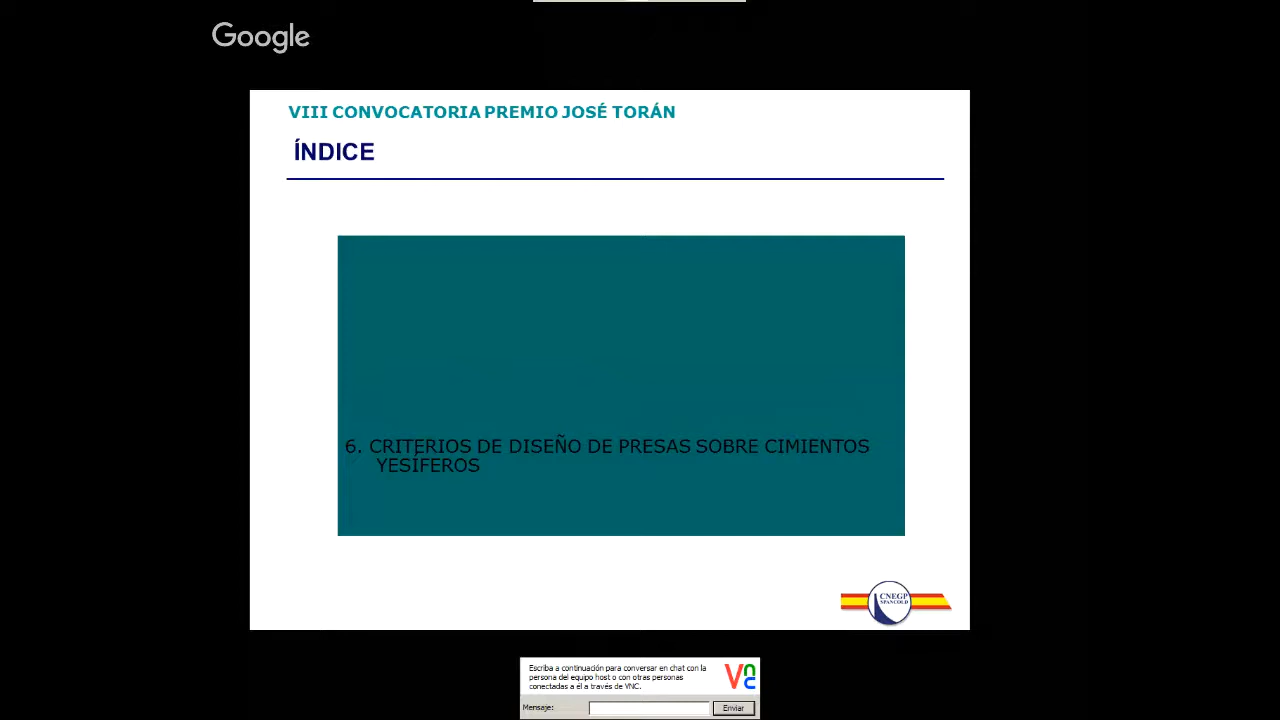 Google
VIII CONVOCATORIA PREMIO JOSÉ TORÁN
ÍNDICE
6. CRITERIOS DE DISEÑO DE PRESAS SOBRE CIMIENTOS
YESÍFEROS
CNEGP
SPANCOLD
Escriba a continuación para conversar en chat con la
persona del equipo host o con otras personas
conectadas a él a través de VNC.
Vnc
Mensaje:
Enviar